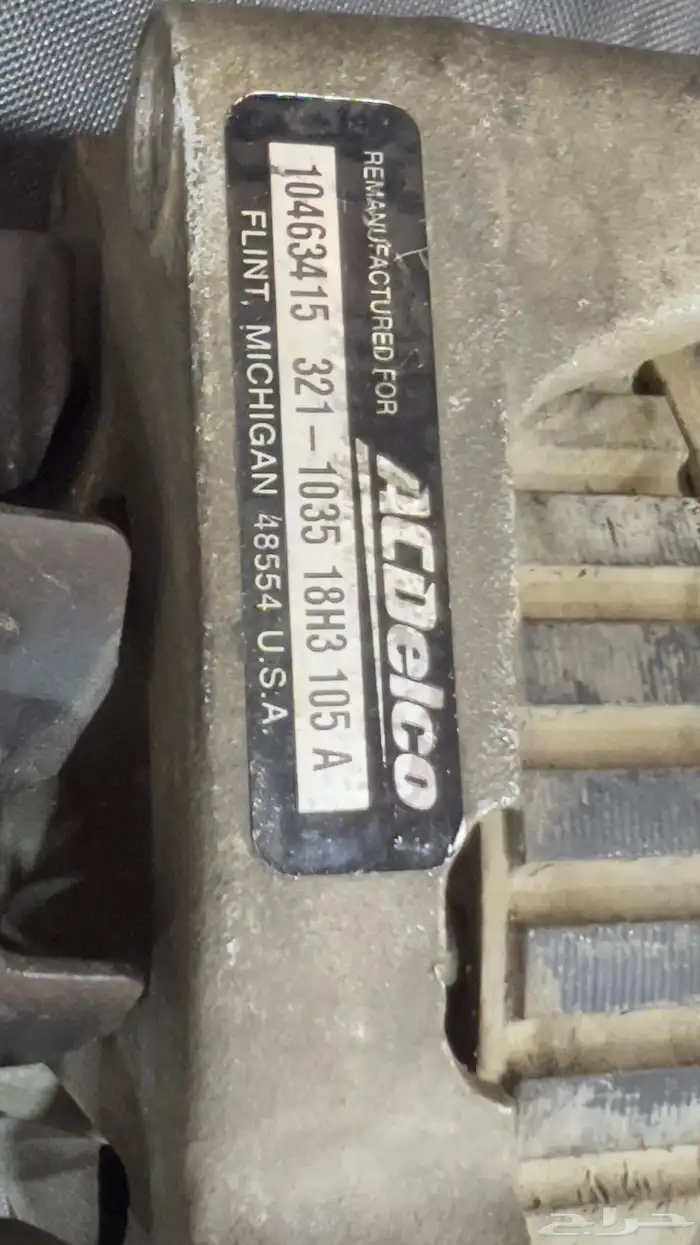 REMANUFACTURED FOR ACDelco
10463415 321-1035 18H3 105 A
FLINT, MICHIGAN 48554 U.S.A.
حراج